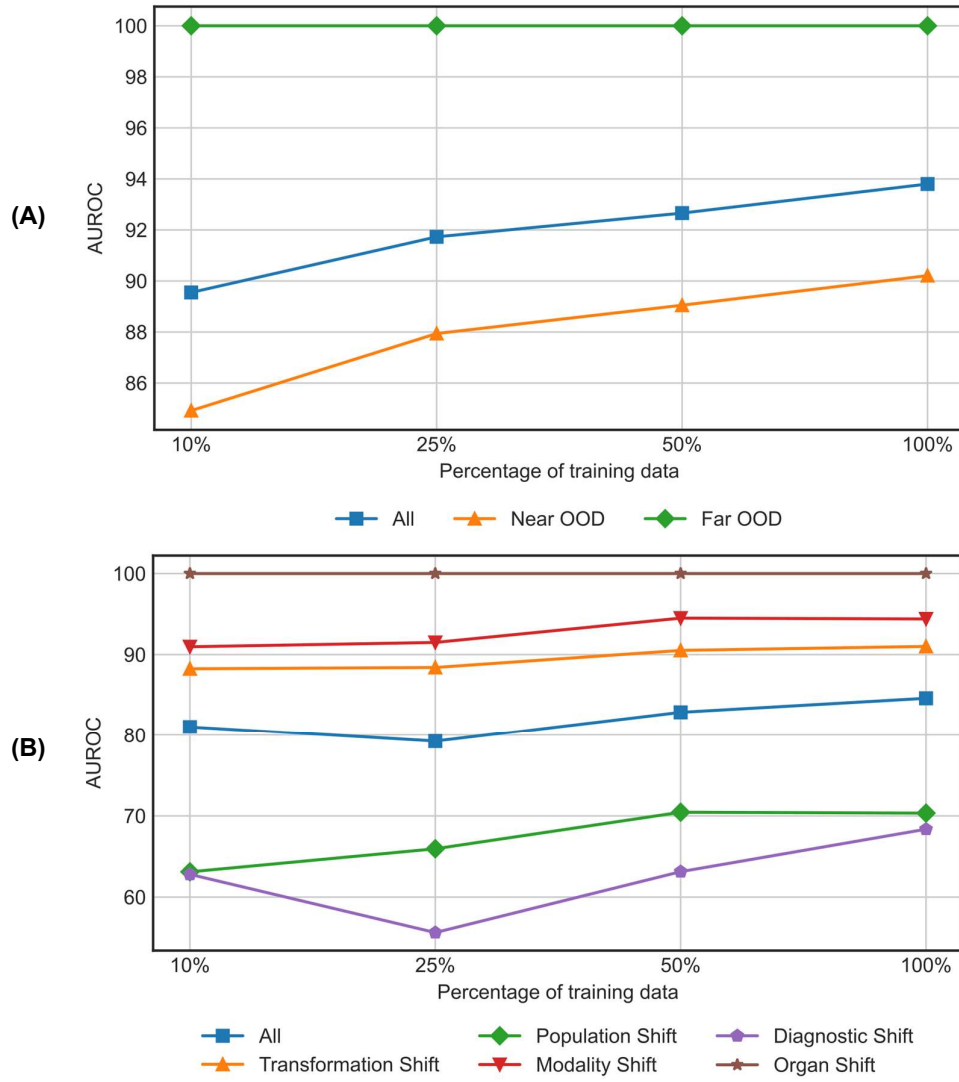 (A)
AUROC
100
98
96
94
92
90
88
86
10% 25% 50% 100%
Percentage of training data
All Near OOD Far OOD
(B)
AUROC
100
90
80
70
60
10% 25% 50% 100%
Percentage of training data
All Population Shift Diagnostic Shift
Transformation Shift Modality Shift Organ Shift